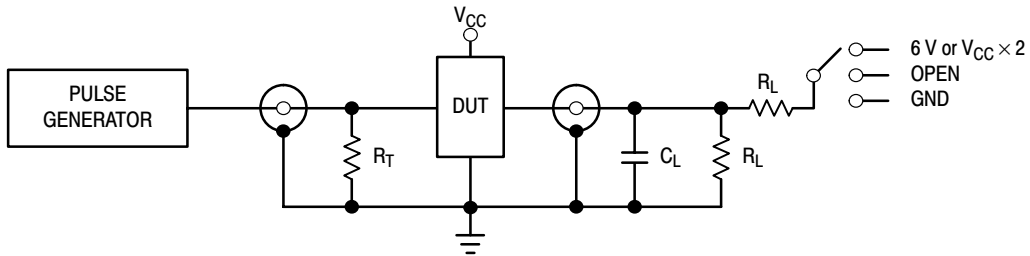 V_CC
6 V or V_CC × 2
OPEN
GND
PULSE
GENERATOR
DUT
R_L
R_T
C_L
R_L